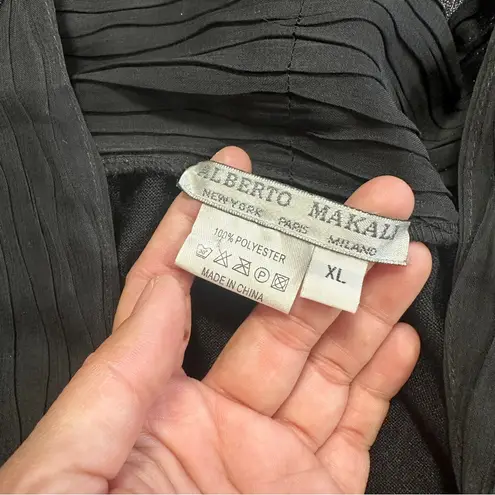 ALBERTO MAKALI
NEW YORK PARIS MILANO
100% POLYESTER
P
MADE IN CHINA
XL